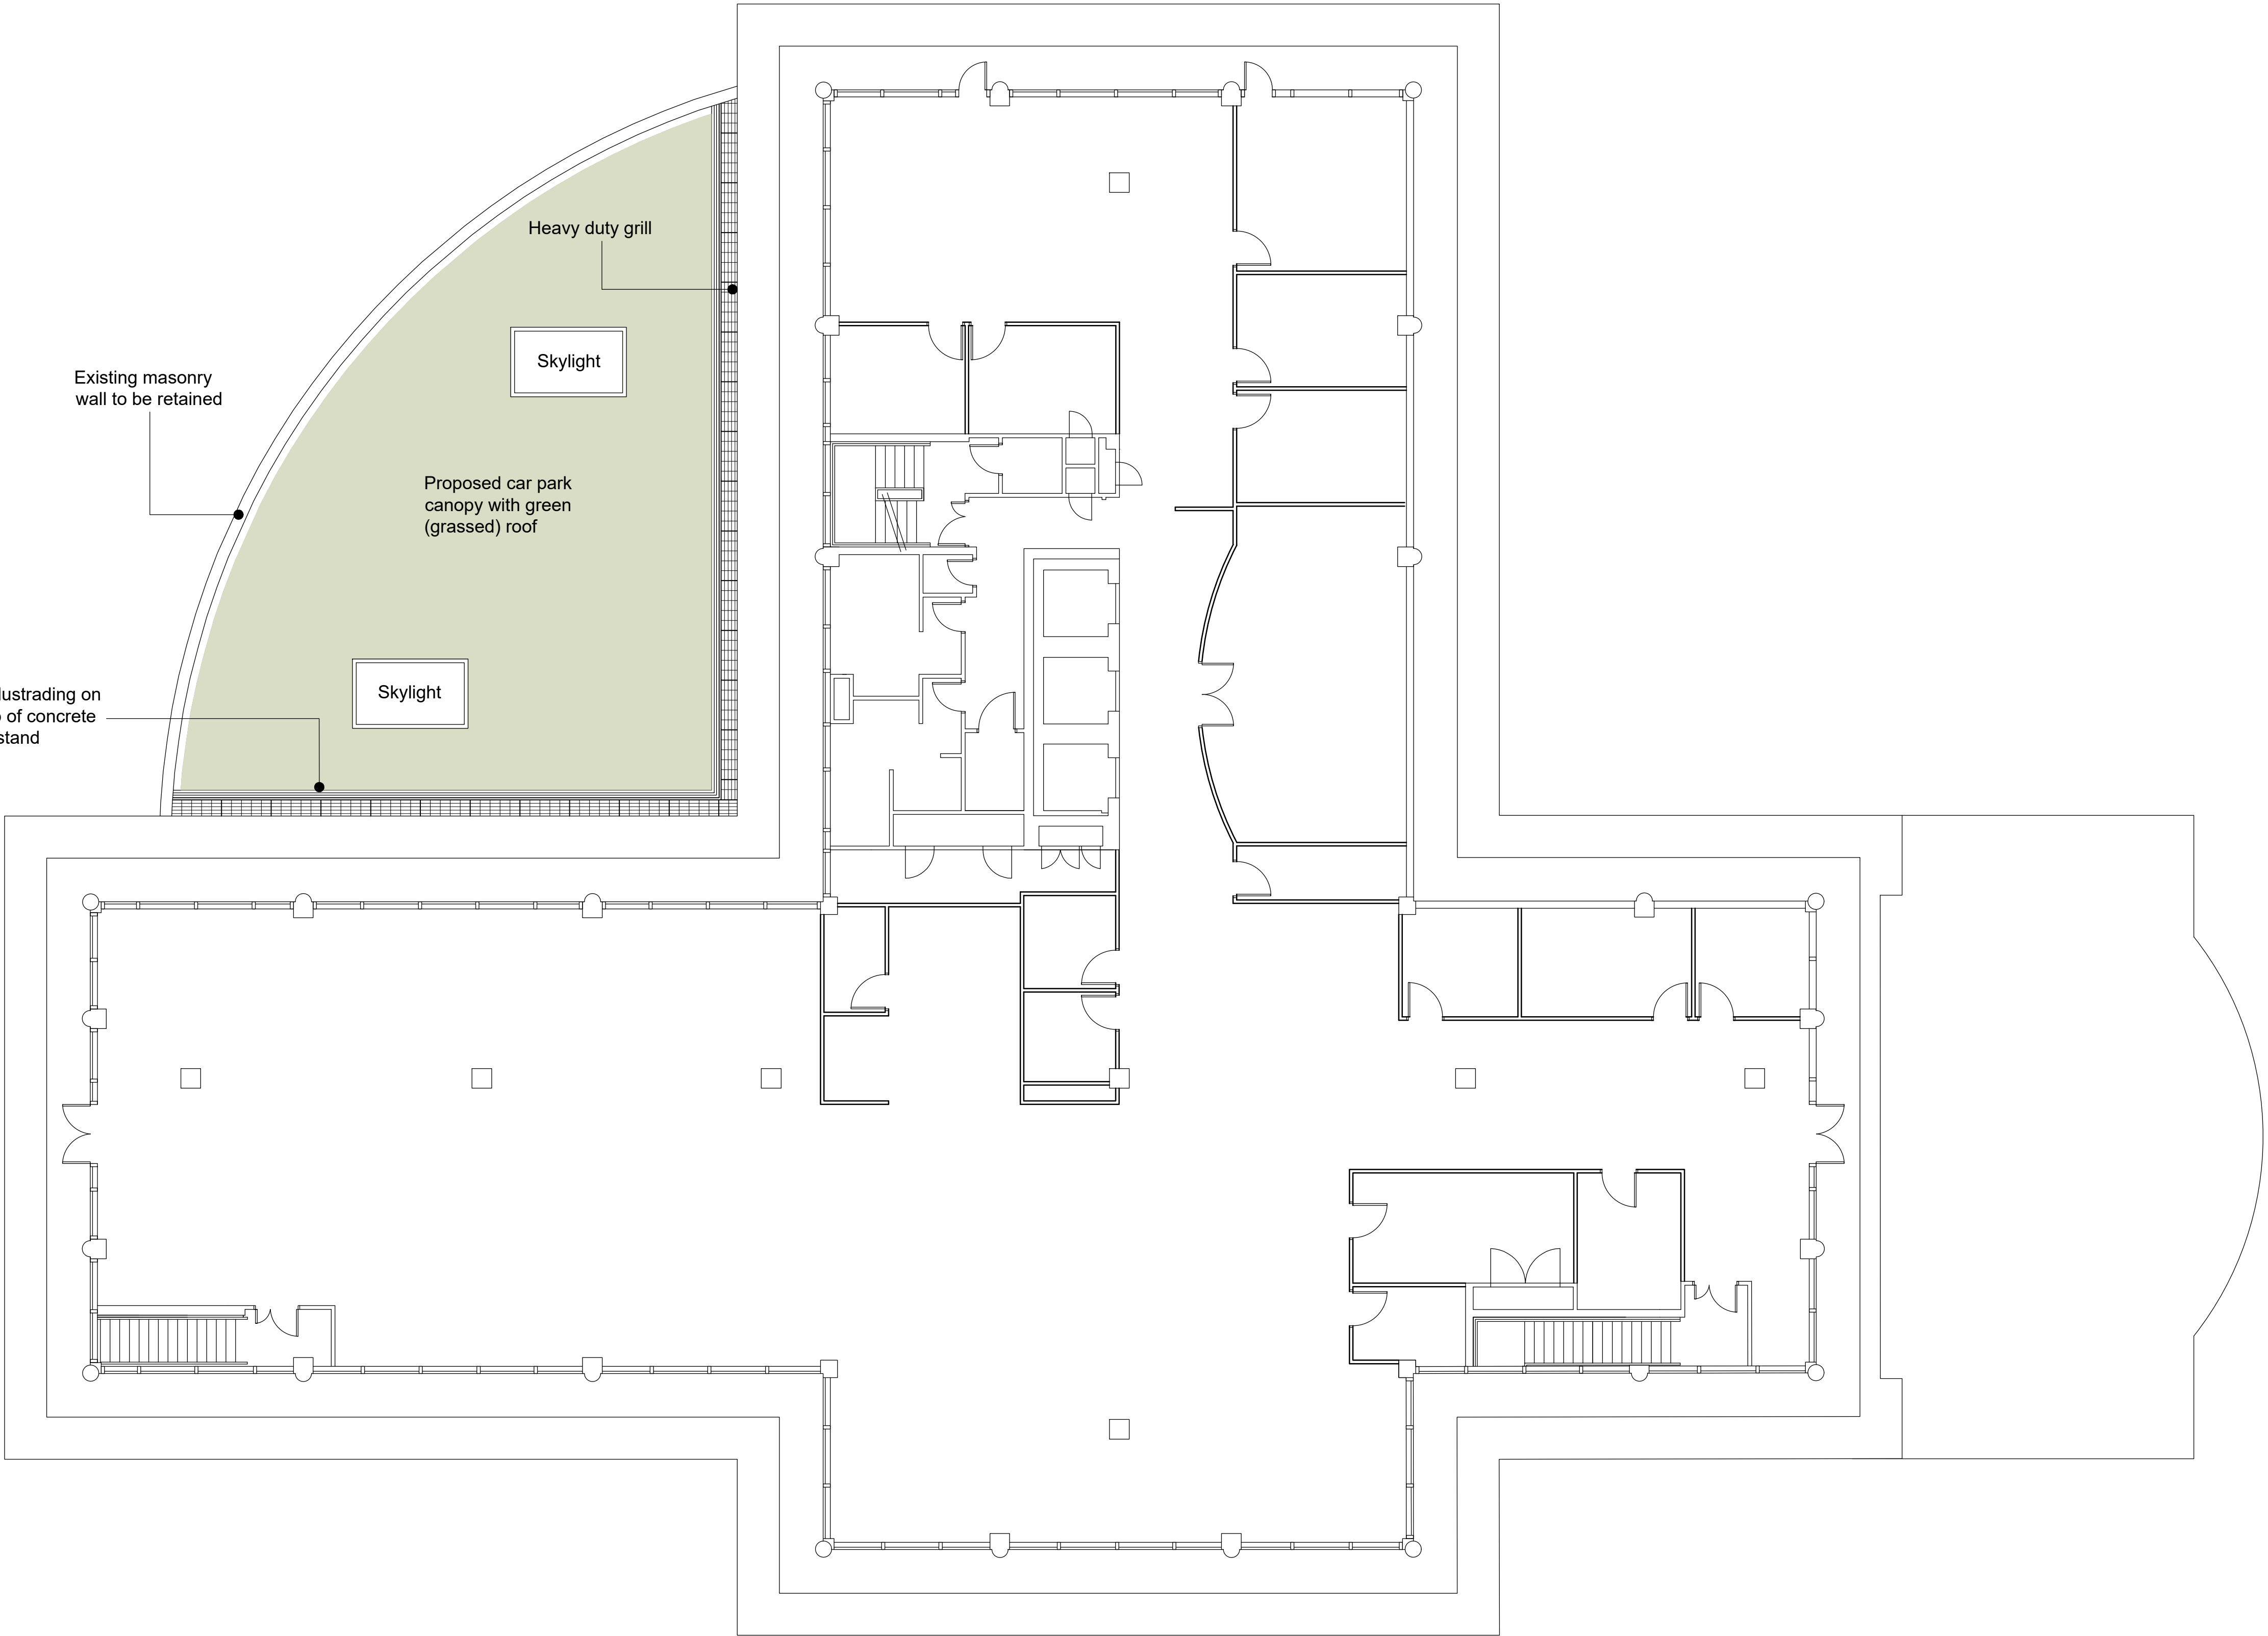 Heavy duty grill
Skylight
Existing masonry
wall to be retained
Proposed car park
canopy with green
(grassed) roof
Skylight
lustrading on
of concrete
stand